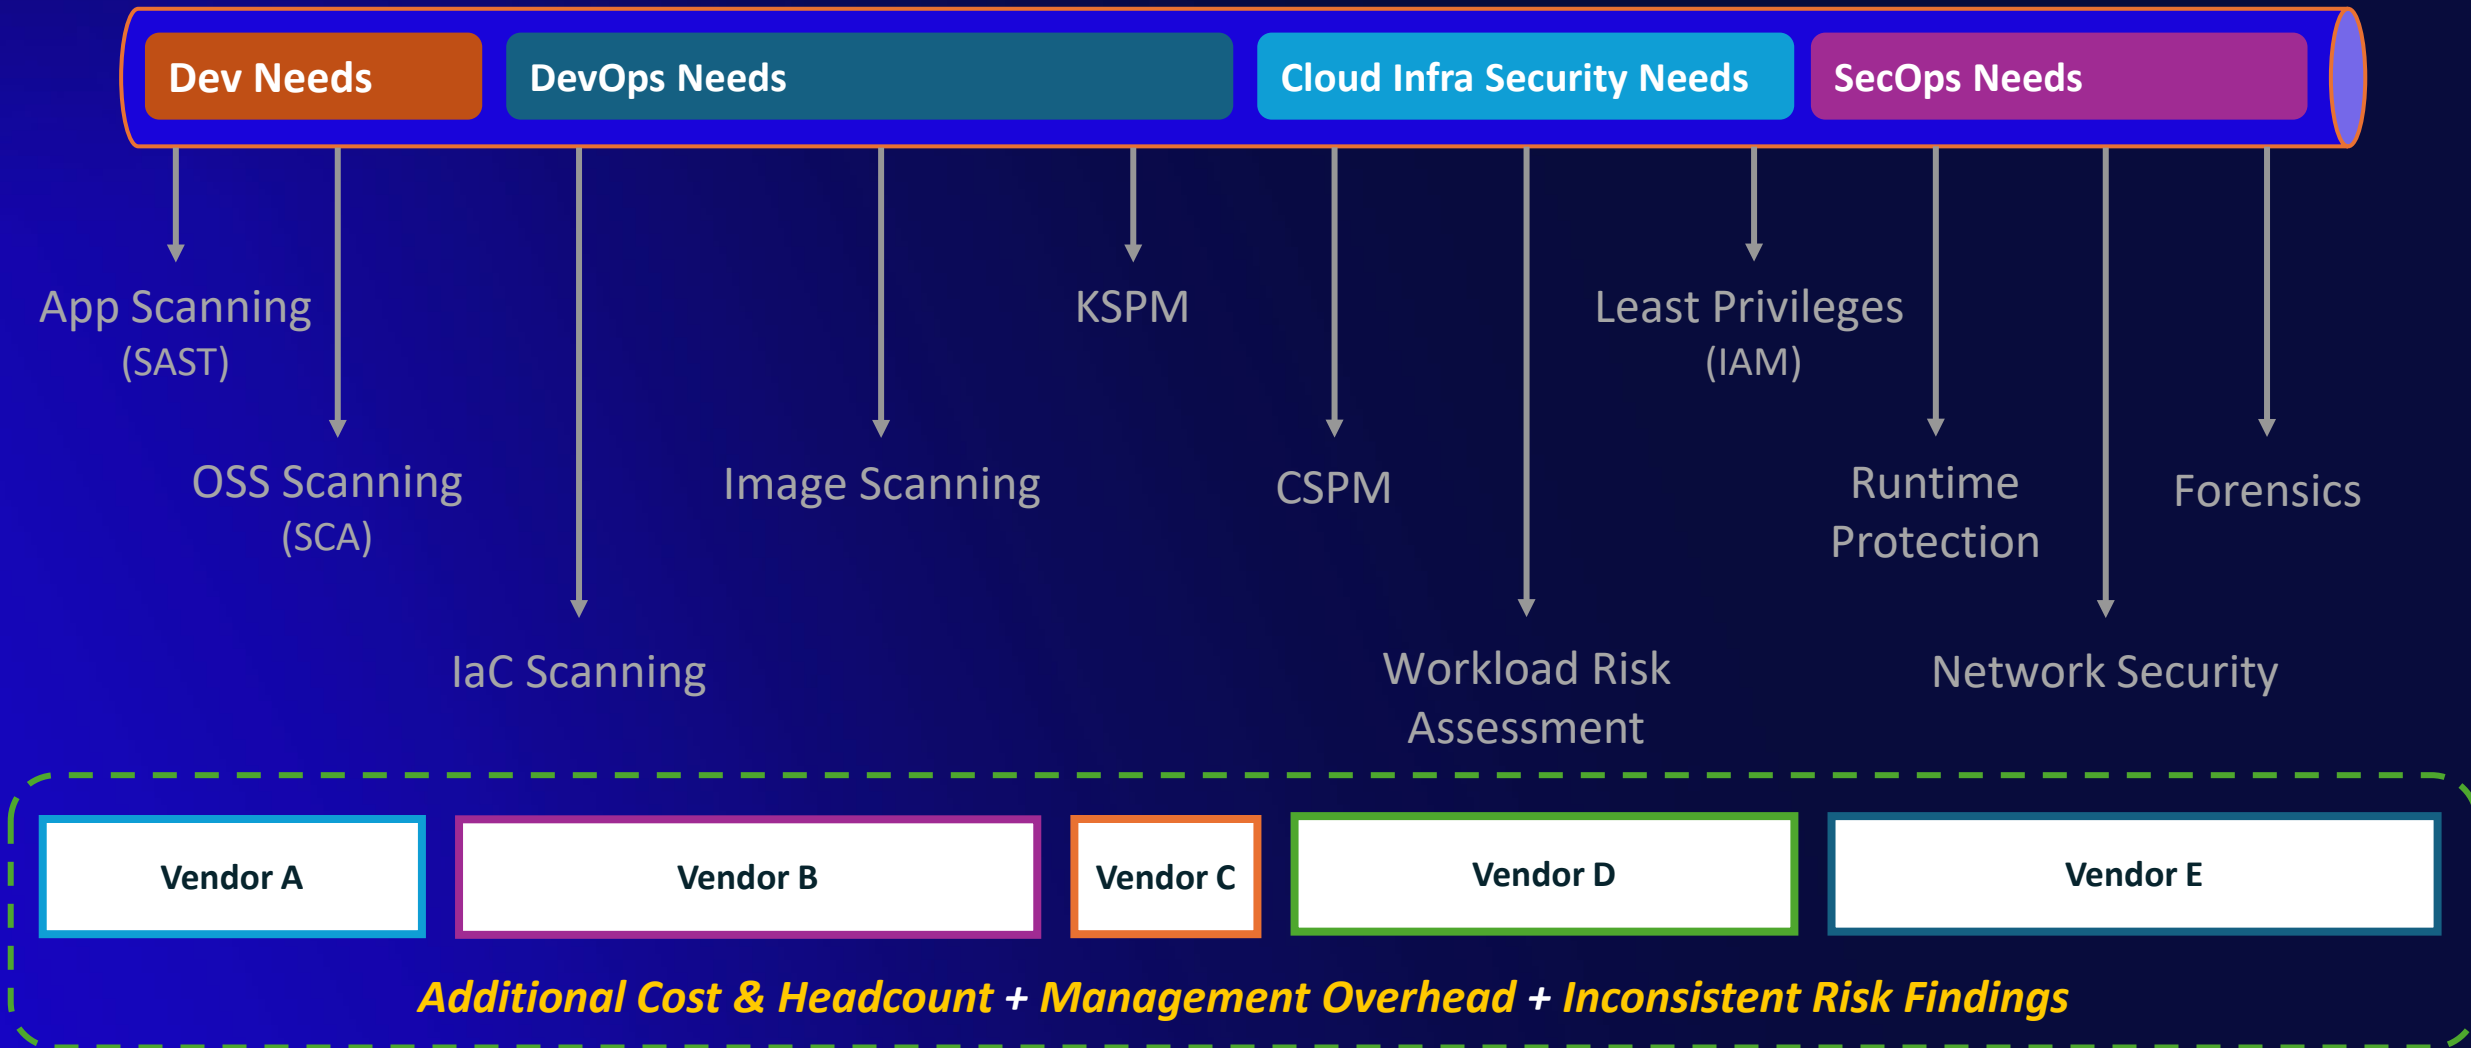 Dev Needs
DevOps Needs
Cloud Infra Security Needs
SecOps Needs
App Scanning
(SAST)
KSPM
Least Privileges
(IAM)
OSS Scanning
(SCA)
Image Scanning
CSPM
Runtime
Protection
Forensics
IaC Scanning
Workload Risk
Assessment
Network Security
Vendor A
Vendor B
Vendor C
Vendor D
Vendor E
Additional Cost & Headcount + Management Overhead + Inconsistent Risk Findings